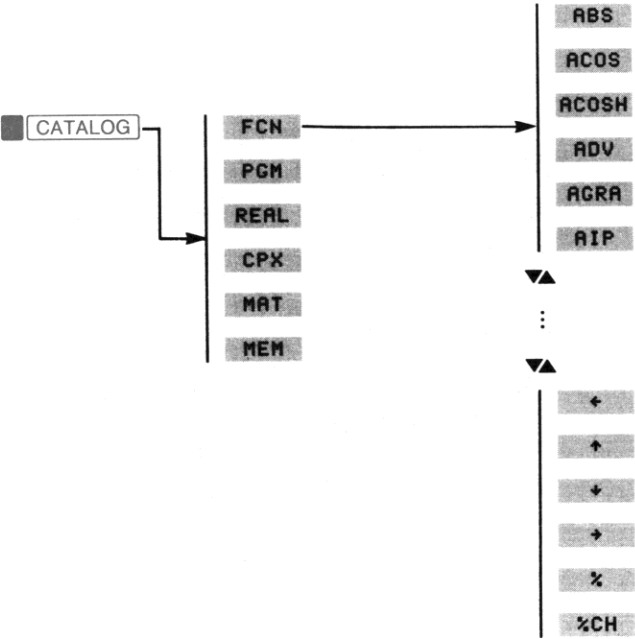 CATALOG
FCN
PGM
REAL
CPX
MAT
MEM
ABS
ACOS
ACOSH
ADV
AGRA
AIP
▼▲
⋮
▼▲
←
↑
↓
→
%
%CH